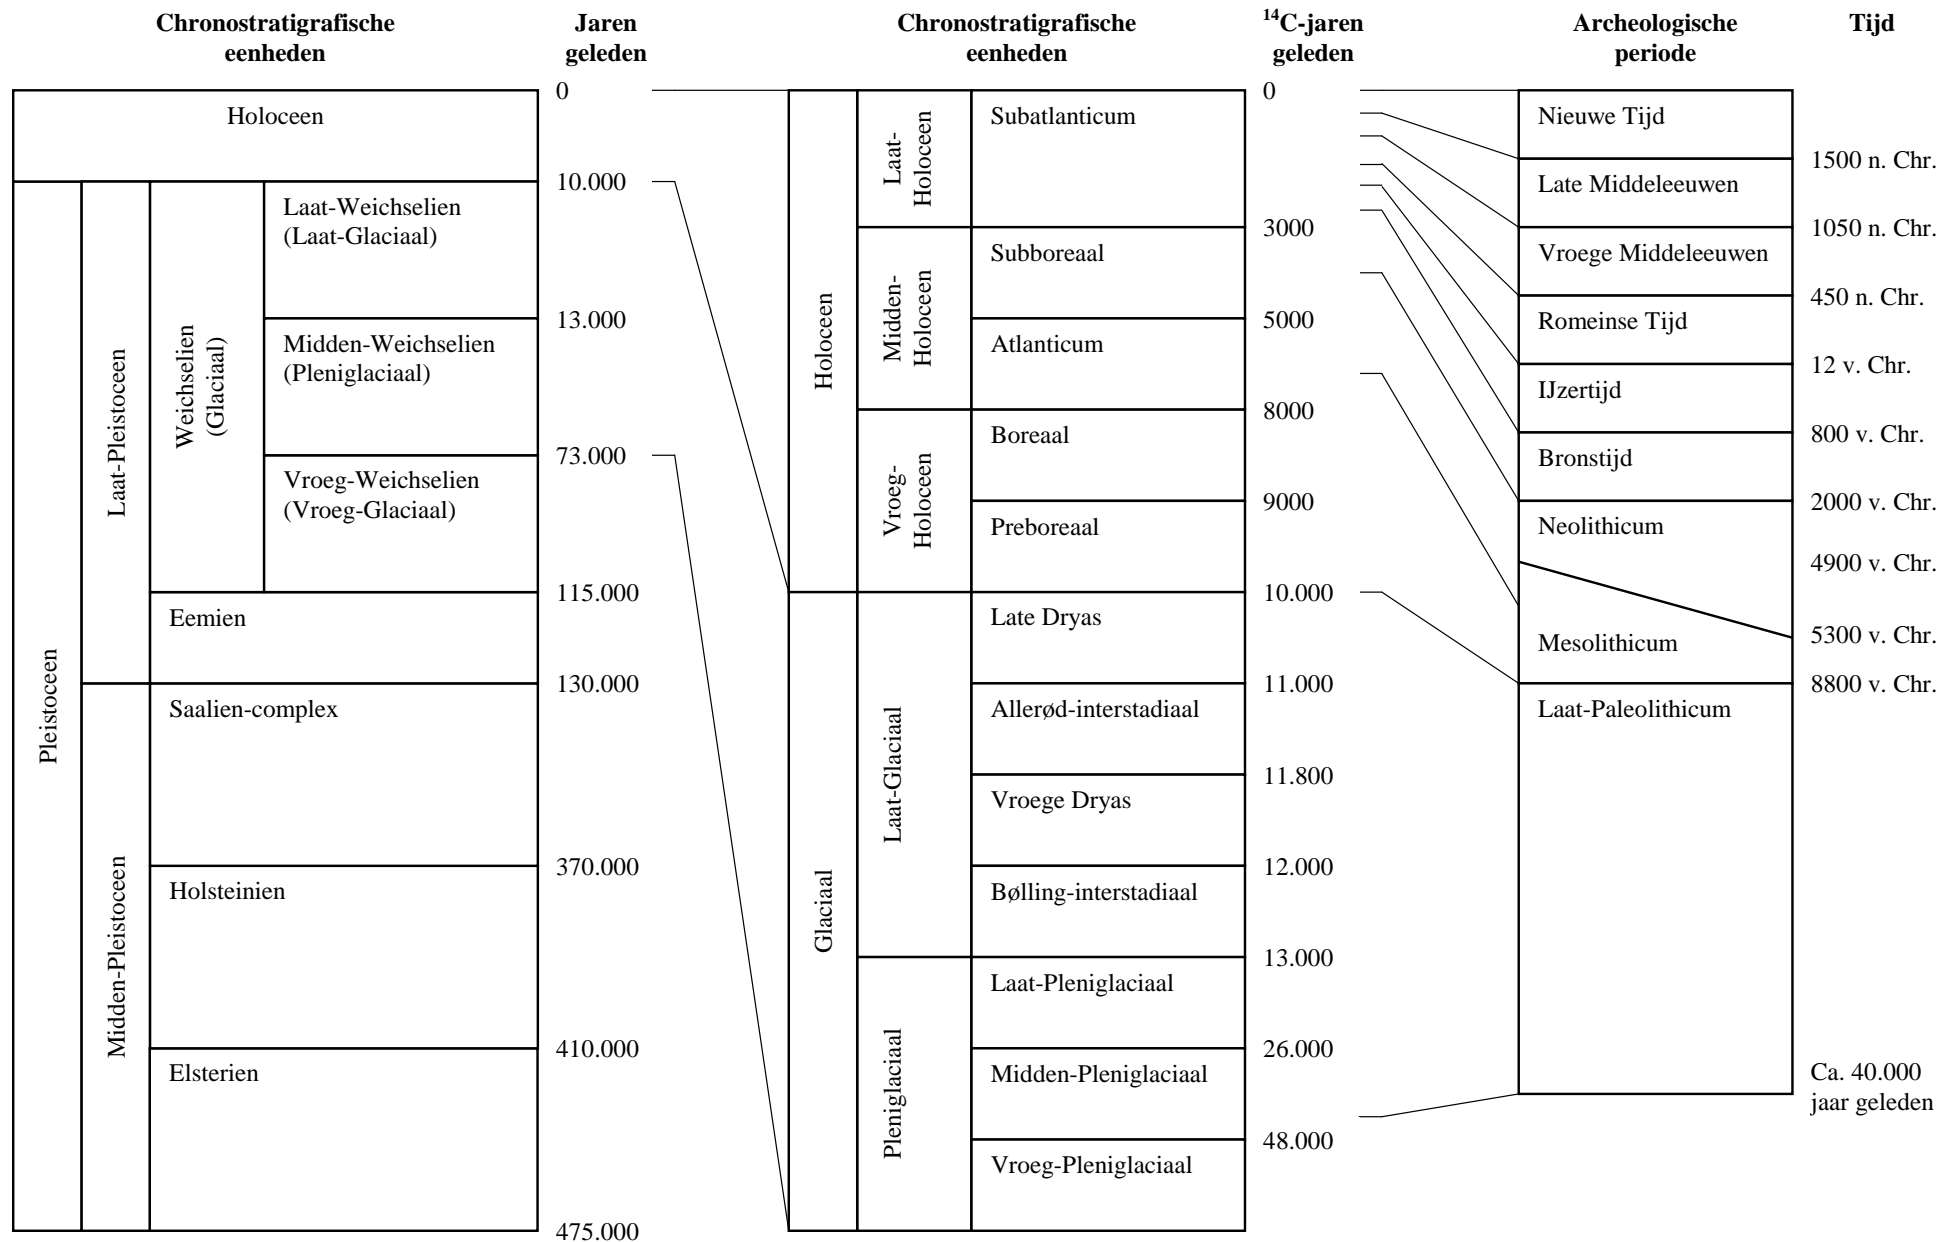 Chronostratigrafische
eenheden
Jaren
geleden
Chronostratigrafische
eenheden
14C-jaren
geleden
Archeologische
periode
Tijd
Holoceen
Pleistoceen
Laat-Pleistoceen
Weichselien
(Glaciaal)
Laat-Weichselien
(Laat-Glaciaal)
Midden-Weichselien
(Pleniglaciaal)
Vroeg-Weichselien
(Vroeg-Glaciaal)
Eemien
Midden-Pleistoceen
Saalien-complex
Holsteinien
Elsterien
0
10.000
13.000
73.000
115.000
130.000
370.000
410.000
475.000
Holoceen
Laat-
Holoceen
Subatlanticum
Midden-
Holoceen
Subboreaal
Atlanticum
Vroeg-
Holoceen
Boreaal
Preboreaal
Glaciaal
Laat-Glaciaal
Late Dryas
Allerød-interstadiaal
Vroege Dryas
Bølling-interstadiaal
Pleniglaciaal
Laat-Pleniglaciaal
Midden-Pleniglaciaal
Vroeg-Pleniglaciaal
0
3000
5000
8000
9000
10.000
11.000
11.800
12.000
13.000
26.000
48.000
Nieuwe Tijd
Late Middeleeuwen
Vroege Middeleeuwen
Romeinse Tijd
IJzertijd
Bronstijd
Neolithicum
Mesolithicum
Laat-Paleolithicum
1500 n. Chr.
1050 n. Chr.
450 n. Chr.
12 v. Chr.
800 v. Chr.
2000 v. Chr.
4900 v. Chr.
5300 v. Chr.
8800 v. Chr.
Ca. 40.000
jaar geleden